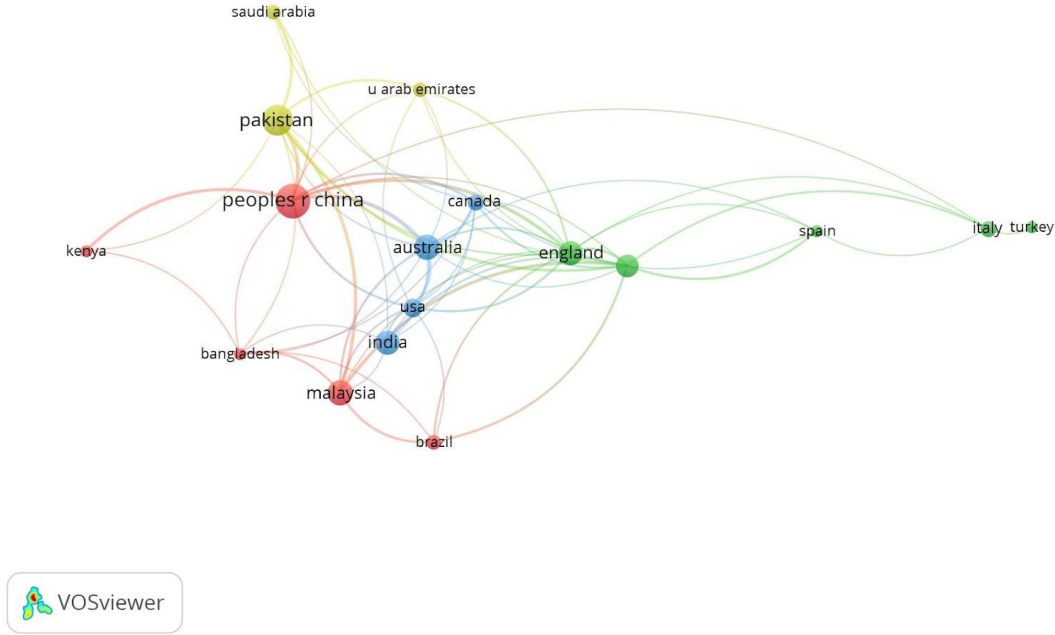 saudi arabia
u arab emirates
pakistan
peoples r china
canada
kenya
australia
england
spain
italy
turkey
usa
india
bangladesh
malaysia
brazil
VOSviewer